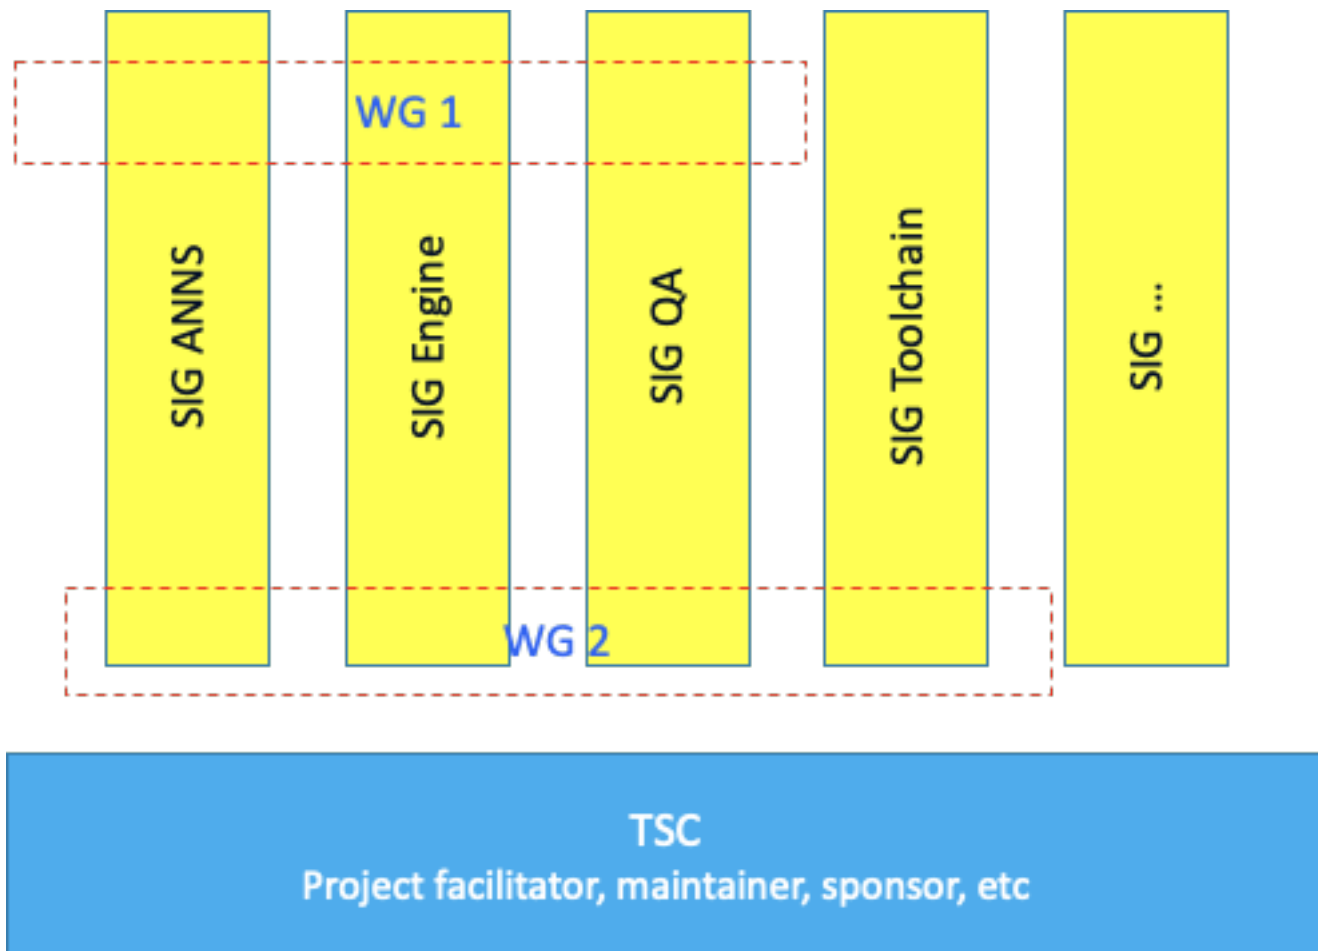 WG 1
SIG ANNS
SIG Engine
SIG QA
SIG Toolchain
SIG ...
WG 2
TSC
Project facilitator, maintainer, sponsor, etc